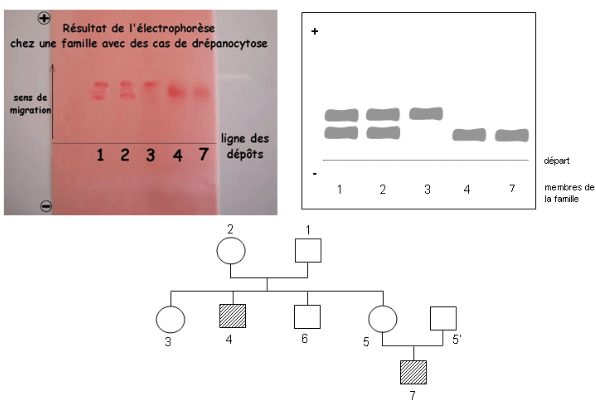 +
Résultat de l'électrophorèse
chez une famille avec des cas de drépanocytose
sens de
migration
ligne des
dépôts
1 2 3 4 7
-
+
départ
-
1 2 3 4 7
membres de
la famille
2 1
3 4 6 5 5'
7